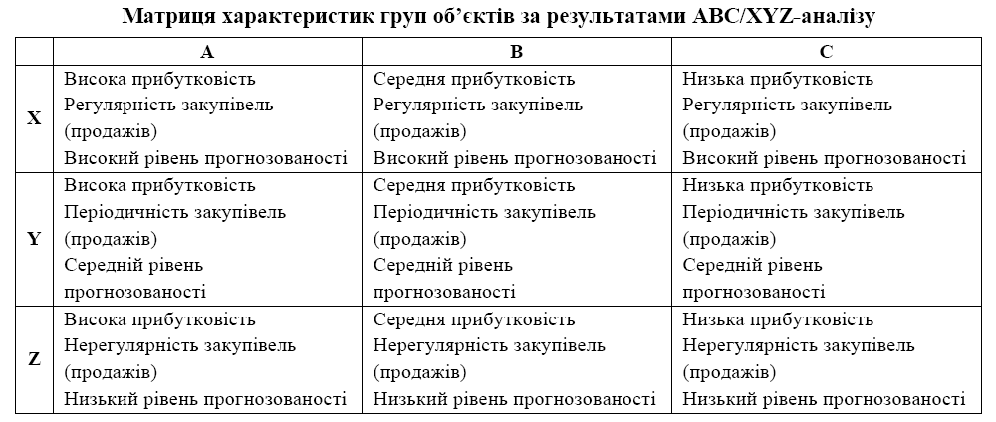 Матриця характеристик груп об’єктів за результатами ABC/XYZ-аналізу
A B C
X
Висока прибутковість
Регулярність закупівель
(продажів)
Високий рівень прогнозованості
Середня прибутковість
Регулярність закупівель
(продажів)
Високий рівень прогнозованості
Низька прибутковість
Регулярність закупівель
(продажів)
Високий рівень прогнозованості
Y
Висока прибутковість
Періодичність закупівель
(продажів)
Середній рівень
прогнозованості
Середня прибутковість
Періодичність закупівель
(продажів)
Середній рівень
прогнозованості
Низька прибутковість
Періодичність закупівель
(продажів)
Середній рівень
прогнозованості
Z
Висока прибутковість
Нерегулярність закупівель
(продажів)
Низький рівень прогнозованості
Середня прибутковість
Нерегулярність закупівель
(продажів)
Низький рівень прогнозованості
Низька прибутковість
Нерегулярність закупівель
(продажів)
Низький рівень прогнозованості